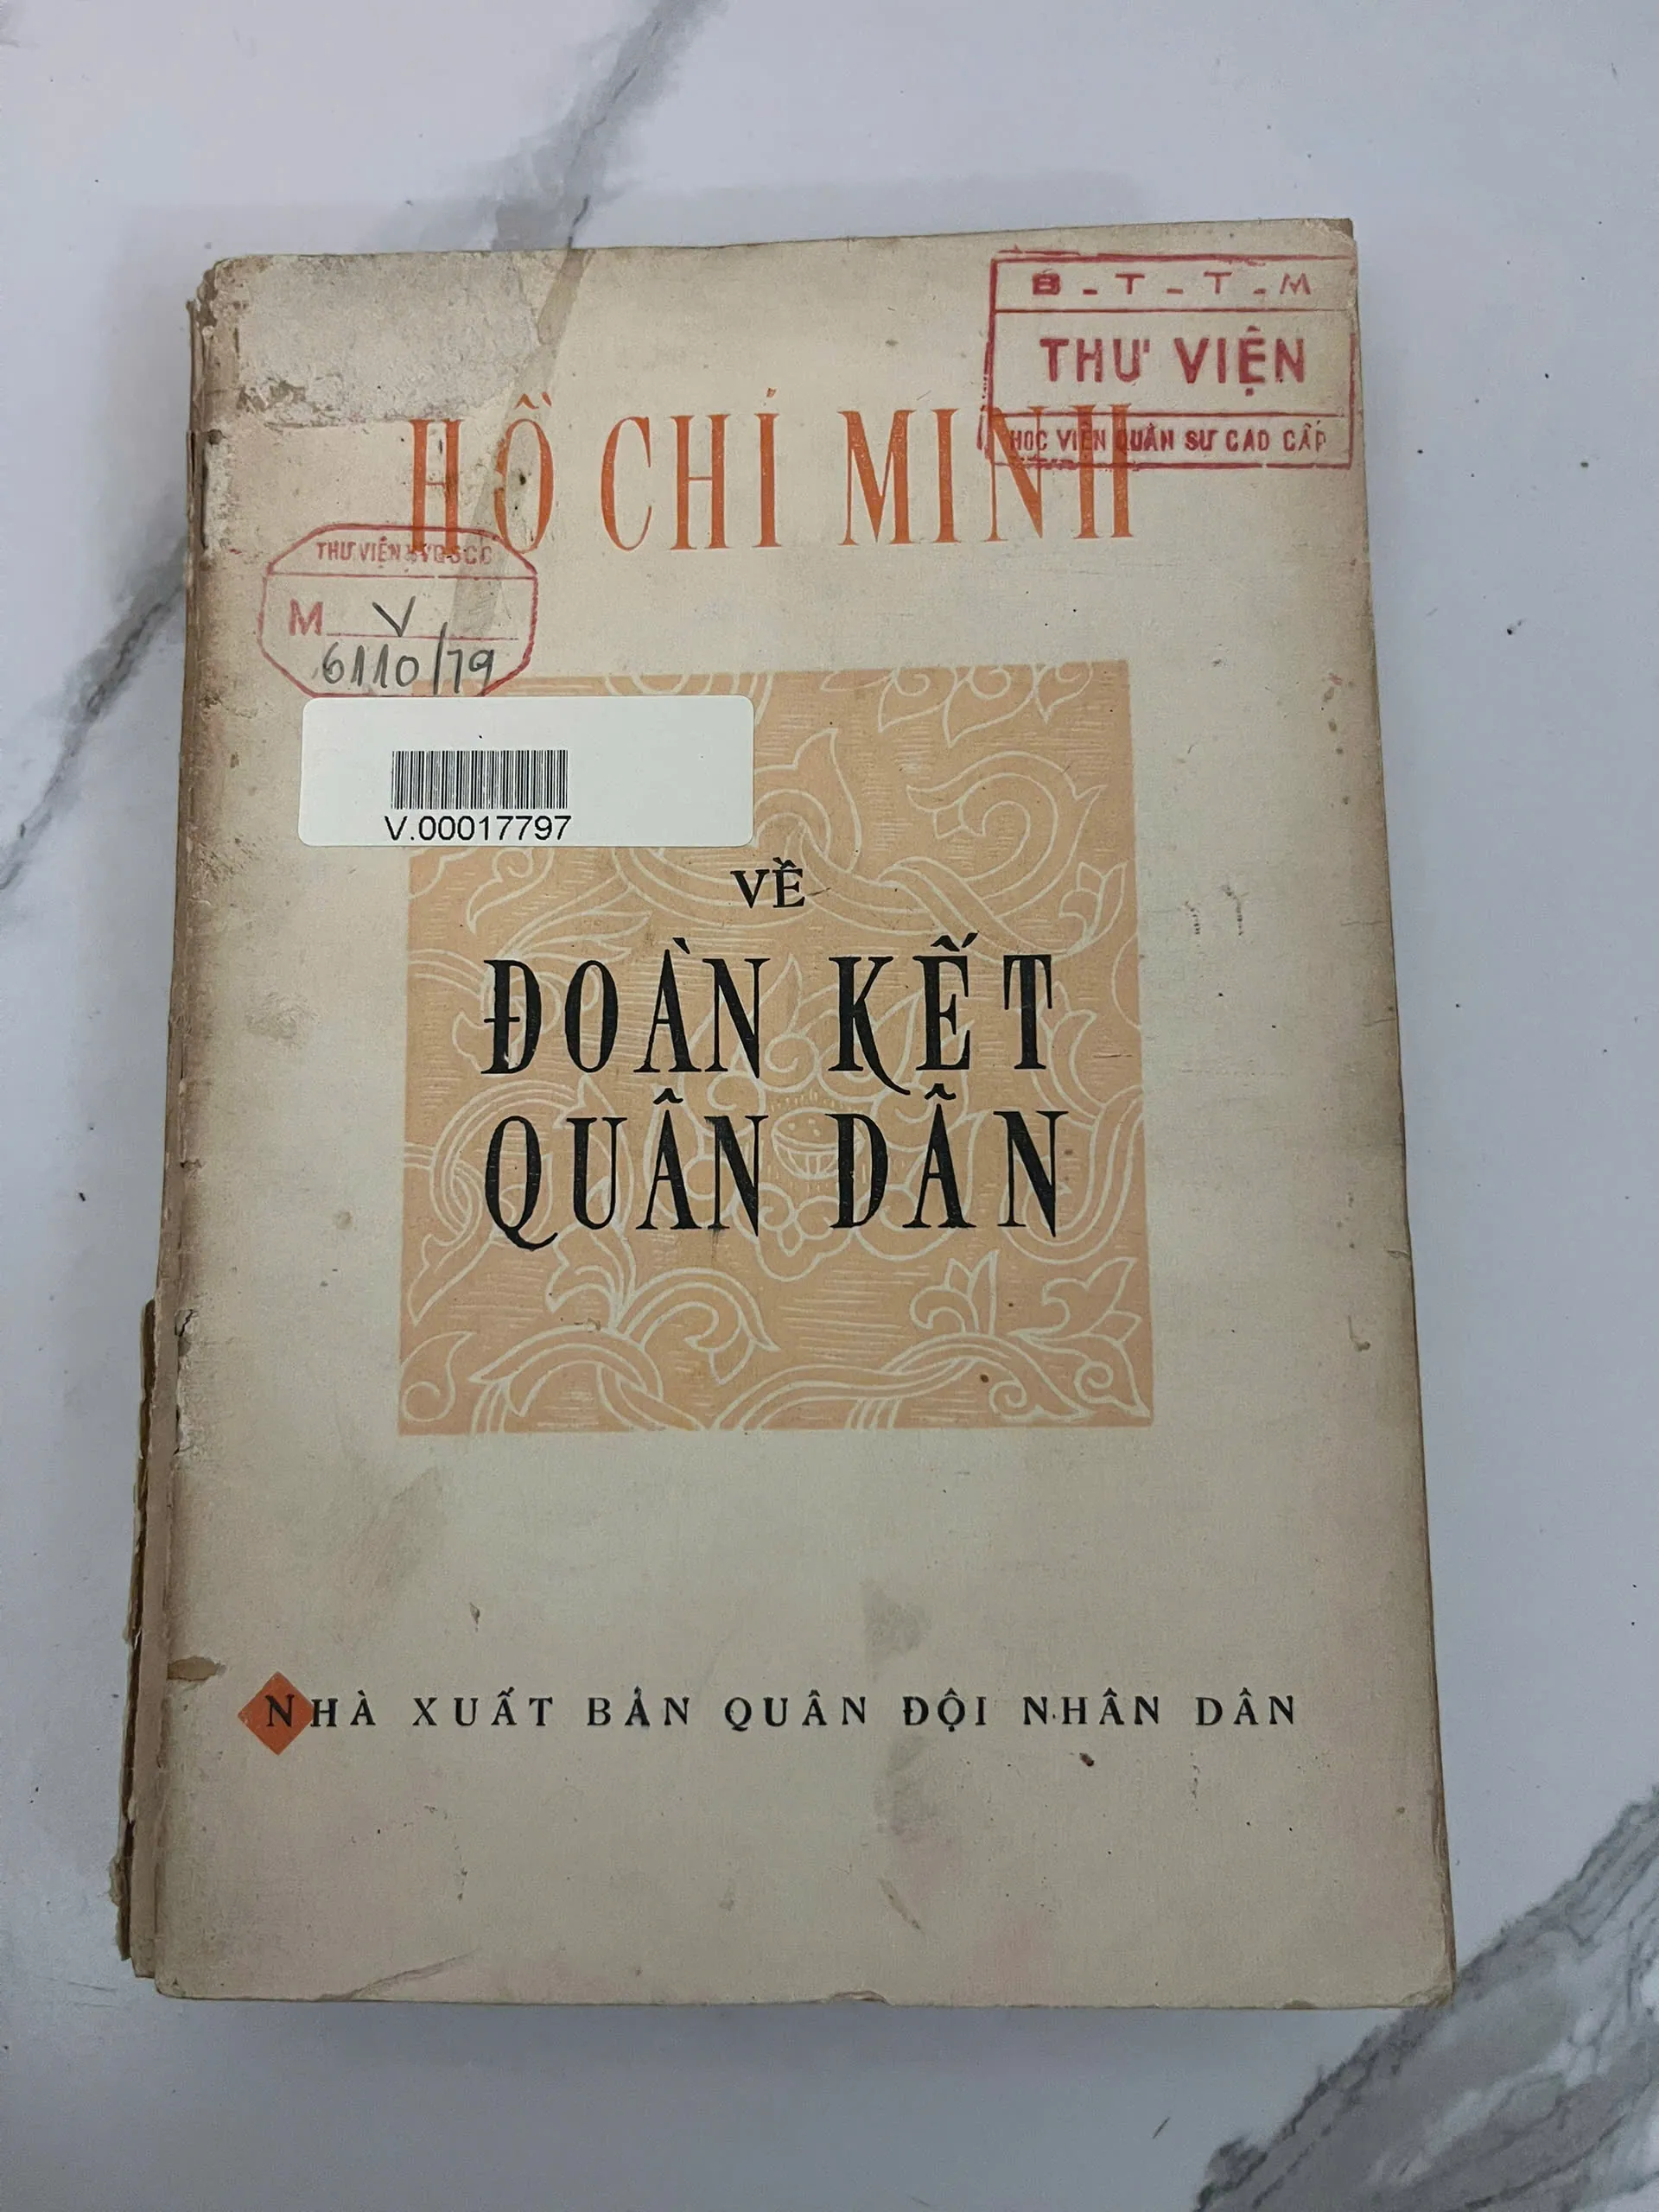 B - T - T - M
THƯ VIỆN
HỌC VIỆN QUÂN SỰ CAO CẤP
HỒ CHÍ MINH
THƯ VIỆN HVQSCC
M V
6110/79
V.00017797
VỀ
ĐOÀN KẾT
QUÂN DÂN
NHÀ XUẤT BẢN QUÂN ĐỘI NHÂN DÂN